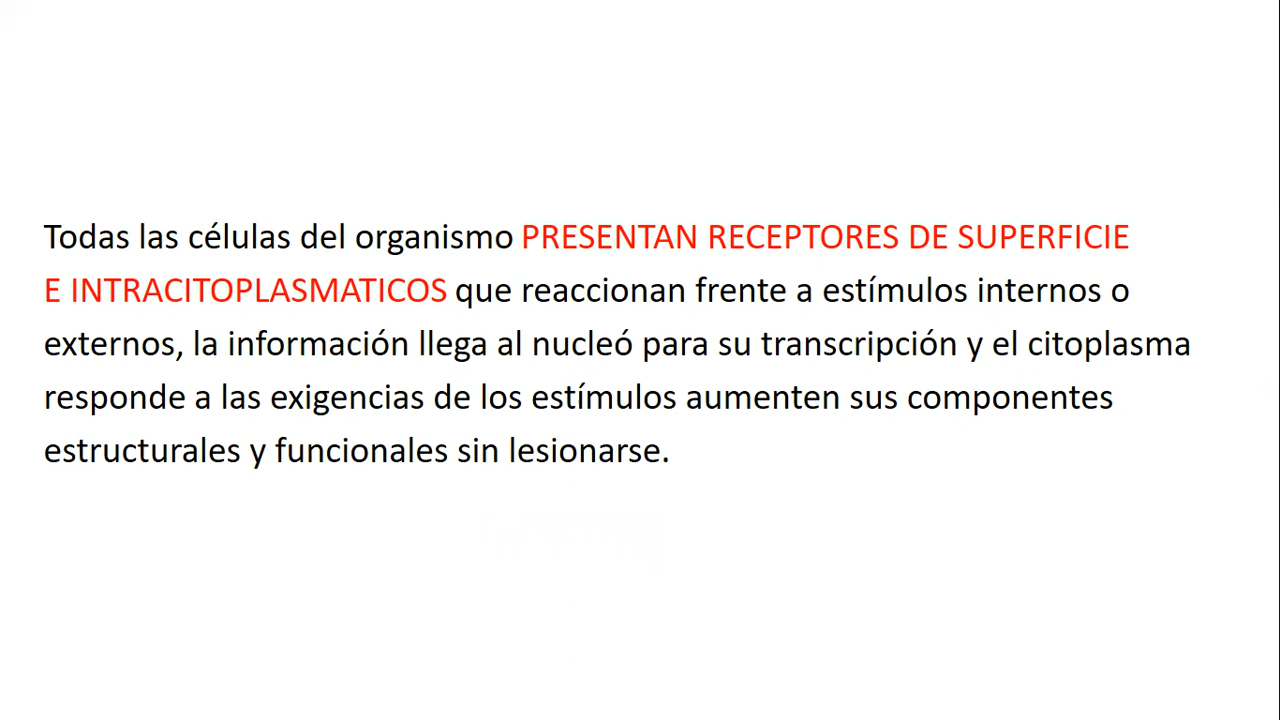 Todas las células del organismo PRESENTAN RECEPTORES DE SUPERFICIE
E INTRACITOPLASMATICOS que reaccionan frente a estímulos internos o
externos, la información llega al nucleó para su transcripción y el citoplasma
responde a las exigencias de los estímulos aumenten sus componentes
estructurales y funcionales sin lesionarse.